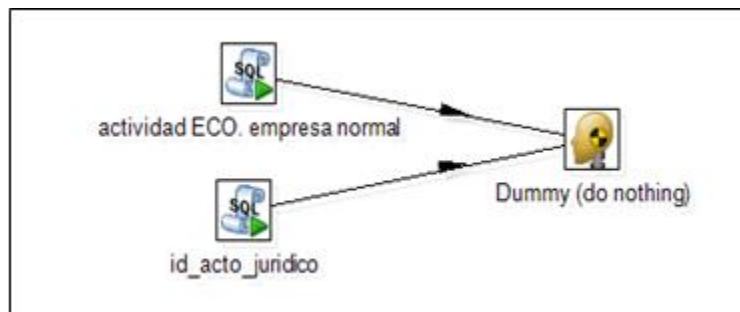 SQL
actividad ECO. empresa normal
Dummy (do nothing)
SQL
id_acto_juridico